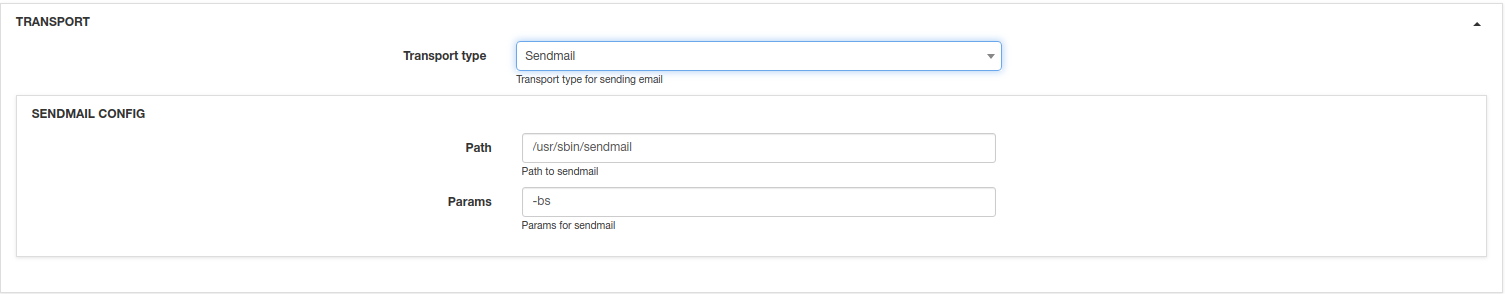 TRANSPORT
Transport type
Sendmail
Transport type for sending email
SENDMAIL CONFIG
Path
/usr/sbin/sendmail
Path to sendmail
Params
-bs
Params for sendmail